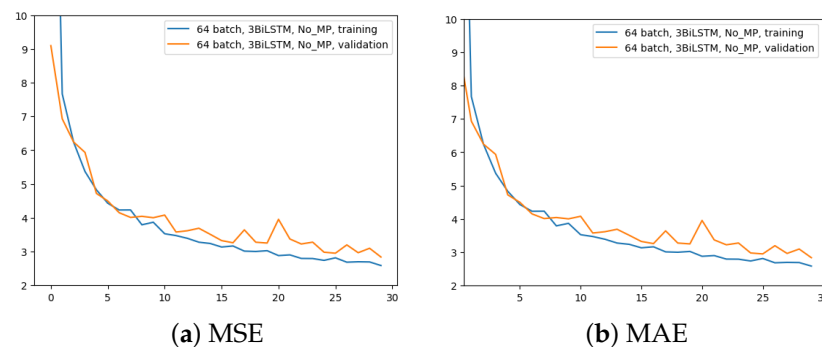 64 batch, 3BiLSTM, No_MP, training
64 batch, 3BiLSTM, No_MP, validation
10
9
8
7
6
5
4
3
2
0 5 10 15 20 25 30
(a) MSE
64 batch, 3BiLSTM, No_MP, training
64 batch, 3BiLSTM, No_MP, validation
10
9
8
7
6
5
4
3
2
5 10 15 20 25 30
(b) MAE